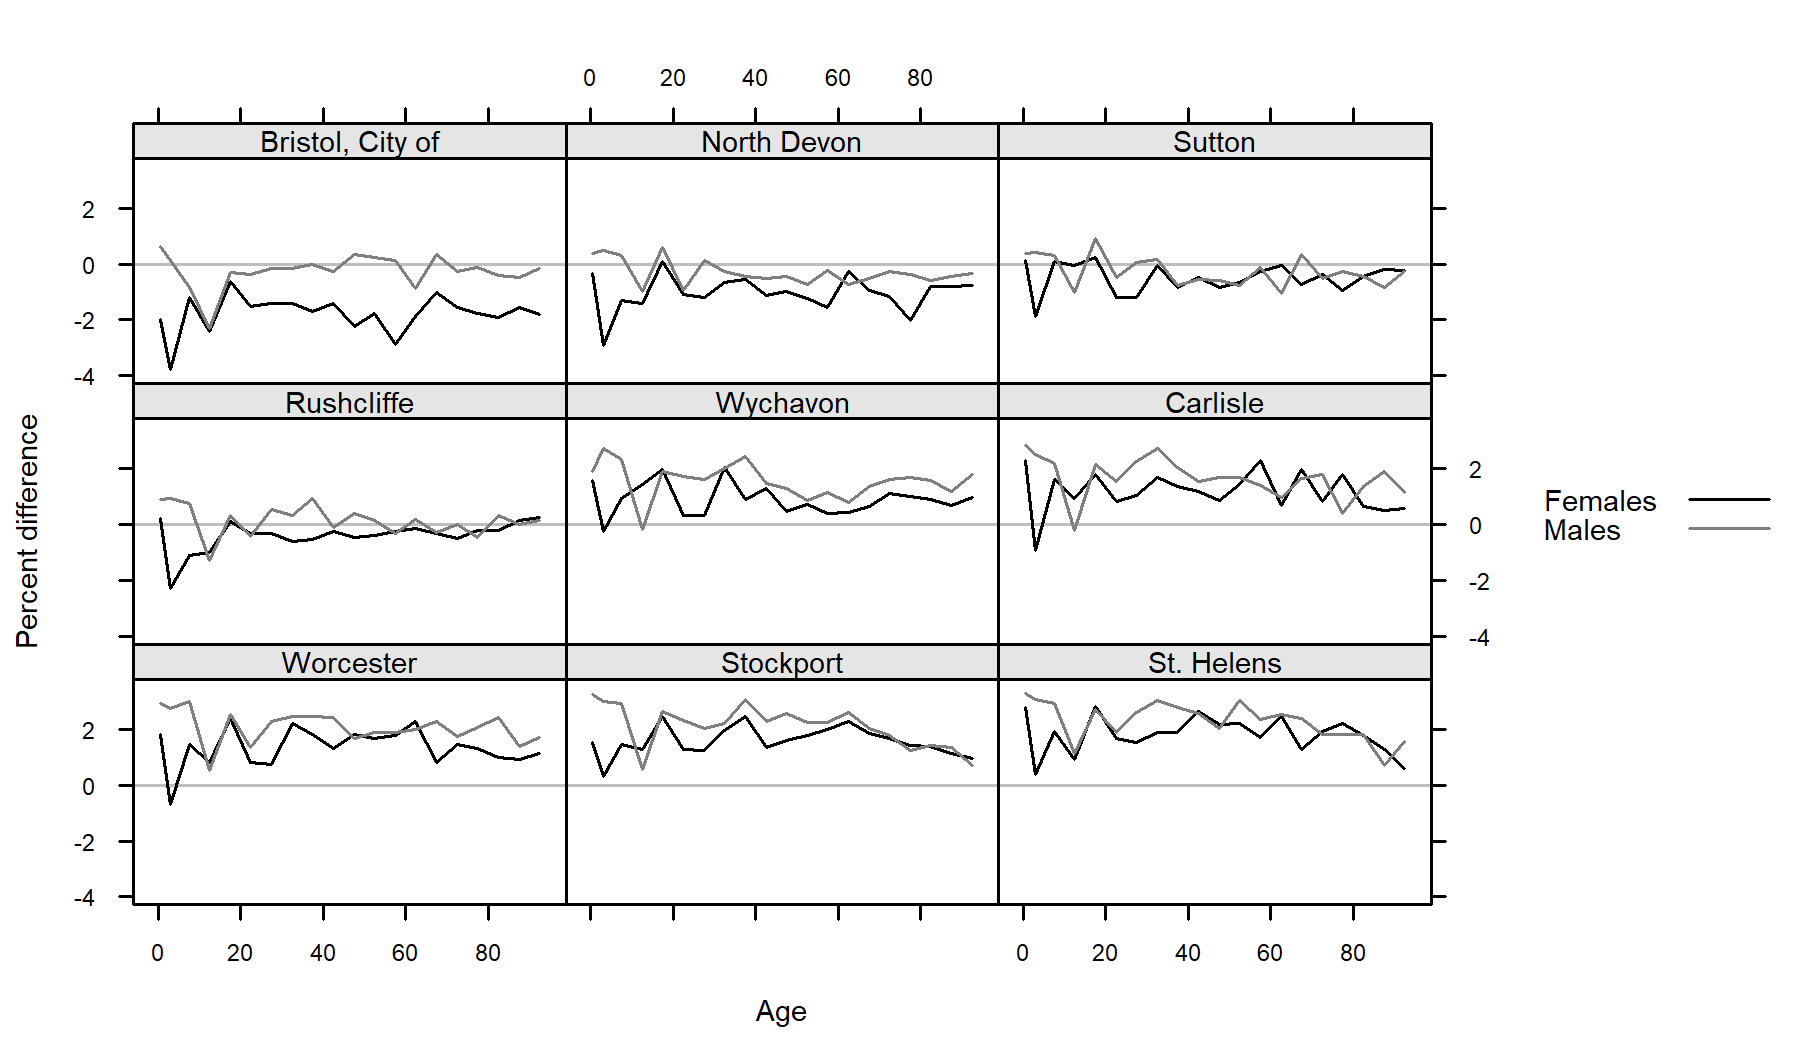 0 20 40 60 80
Bristol, City of North Devon Sutton
2
0
-2
-4
Rushcliffe Wychavon Carlisle
2
0
-2
-4
Percent difference
Females
Males
Worcester Stockport St. Helens
2
0
-2
-4
0 20 40 60 80 0 20 40 60 80
Age